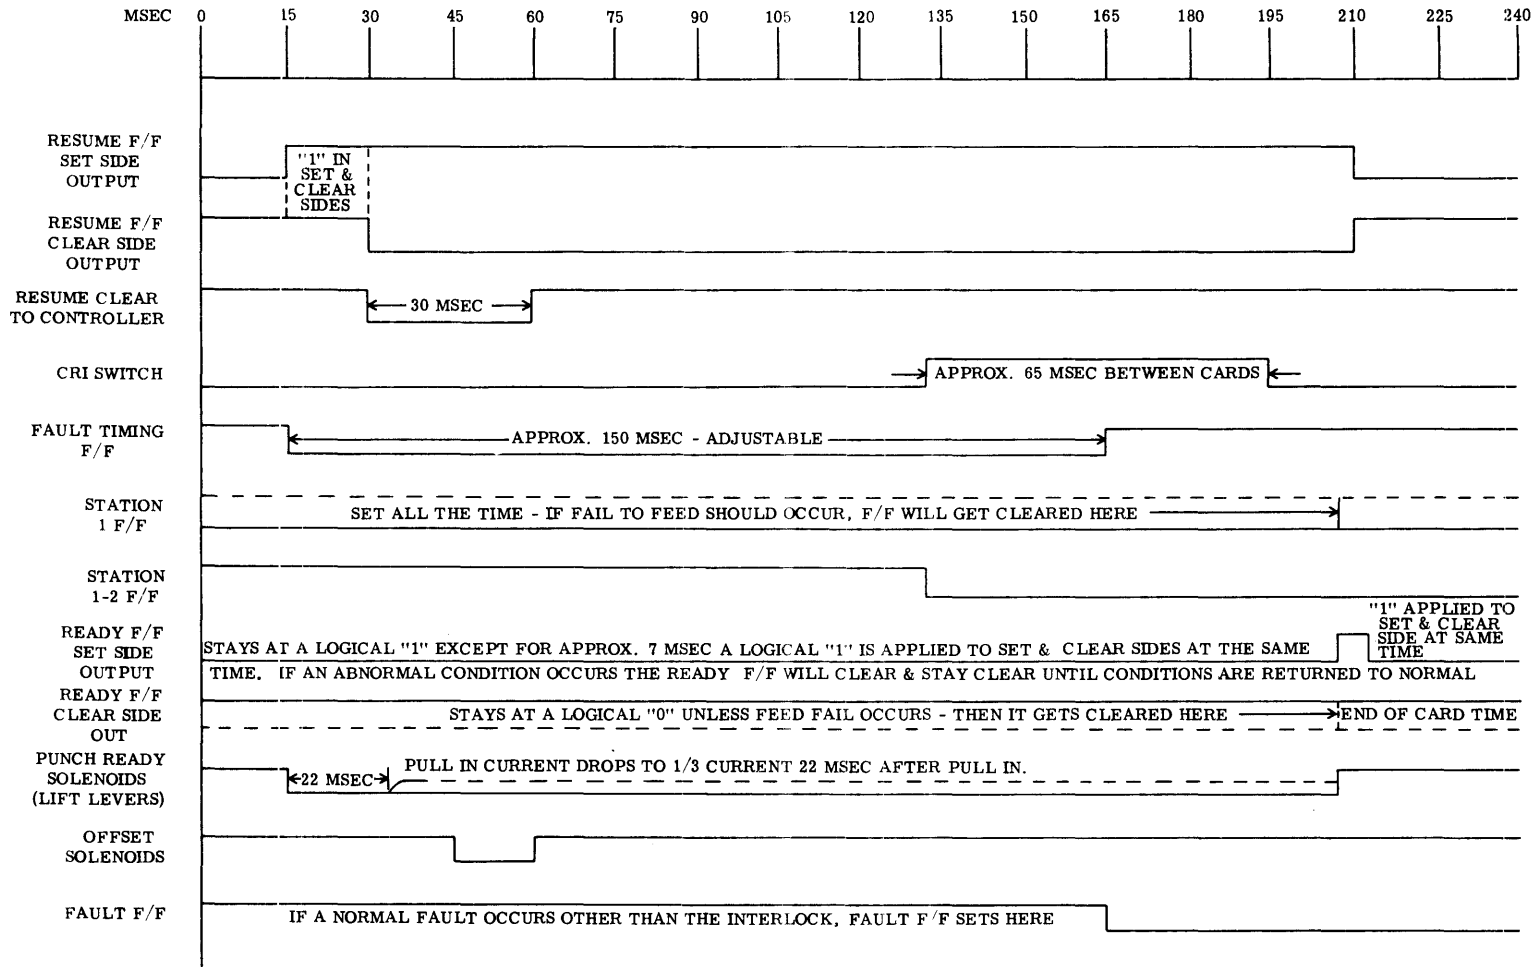 MSEC 0 15 30 45 60 75 90 105 120 135 150 165 180 195 210 225 240
RESUME F/F
SET SIDE
OUTPUT
"1" IN
SET &
CLEAR
SIDES
RESUME F/F
CLEAR SIDE
OUTPUT
RESUME CLEAR
TO CONTROLLER
30 MSEC
CRI SWITCH
APPROX. 65 MSEC BETWEEN CARDS
FAULT TIMING
F/F
APPROX. 150 MSEC - ADJUSTABLE
STATION
1 F/F
SET ALL THE TIME - IF FAIL TO FEED SHOULD OCCUR, F/F WILL GET CLEARED HERE
STATION
1-2 F/F
"1" APPLIED TO
SET & CLEAR
SIDE AT SAME
TIME
READY F/F
SET SIDE
OUTPUT
STAYS AT A LOGICAL "1" EXCEPT FOR APPROX. 7 MSEC A LOGICAL "1" IS APPLIED TO SET & CLEAR SIDES AT THE SAME
TIME. IF AN ABNORMAL CONDITION OCCURS THE READY F/F WILL CLEAR & STAY CLEAR UNTIL CONDITIONS ARE RETURNED TO NORMAL
READY F/F
CLEAR SIDE
OUT
STAYS AT A LOGICAL "0" UNLESS FEED FAIL OCCURS - THEN IT GETS CLEARED HERE
END OF CARD TIME
PUNCH READY
SOLENOIDS
(LIFT LEVERS)
22 MSEC
PULL IN CURRENT DROPS TO 1/3 CURRENT 22 MSEC AFTER PULL IN.
OFFSET
SOLENOIDS
FAULT F/F
IF A NORMAL FAULT OCCURS OTHER THAN THE INTERLOCK, FAULT F/F SETS HERE